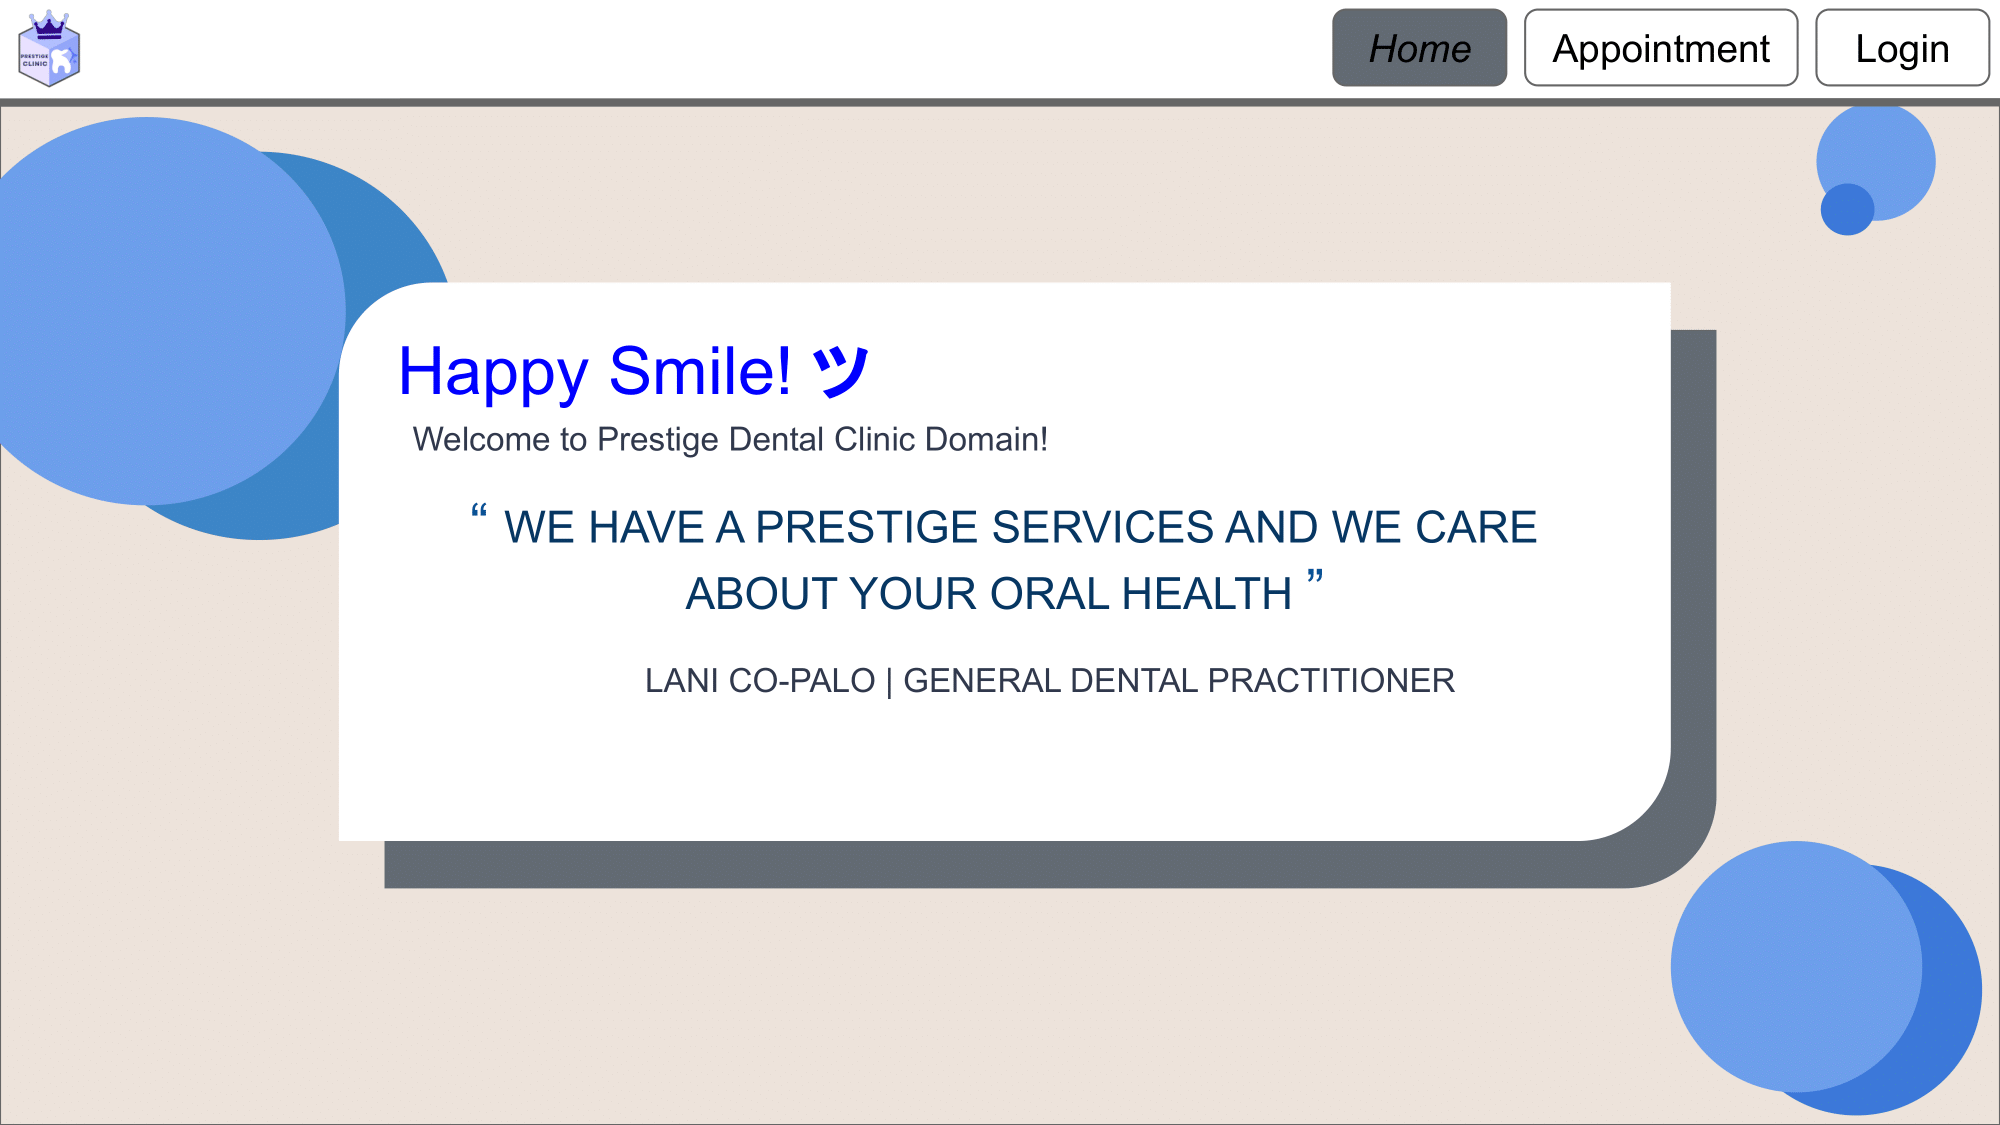 PRESTIGE
CLINIC
Home
Appointment
Login
Happy Smile! ツ
Welcome to Prestige Dental Clinic Domain!
“ WE HAVE A PRESTIGE SERVICES AND WE CARE
ABOUT YOUR ORAL HEALTH ”
LANI CO-PALO | GENERAL DENTAL PRACTITIONER